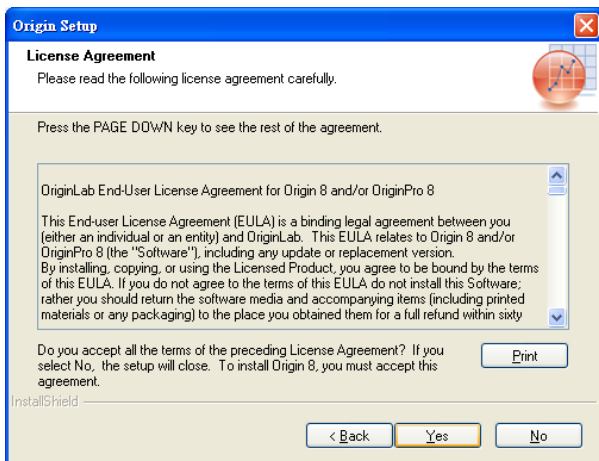 Origin Setup
License Agreement
Please read the following license agreement carefully.
Press the PAGE DOWN key to see the rest of the agreement.
OriginLab End-User License Agreement for Origin 8 and/or OriginPro 8
This End-user License Agreement (EULA) is a binding legal agreement between you
(either an individual or an entity) and OriginLab. This EULA relates to Origin 8 and/or
OriginPro 8 (the "Software"), including any update or replacement version.
By installing, copying, or using the Licensed Product, you agree to be bound by the terms
of this EULA. If you do not agree to the terms of this EULA do not install this Software;
rather you should return the software media and accompanying items (including printed
materials or any packaging) to the place you obtained them for a full refund within sixty
Do you accept all the terms of the preceding License Agreement? If you
select No, the setup will close. To install Origin 8, you must accept this
agreement.
Print
InstallShield
< Back
Yes
No